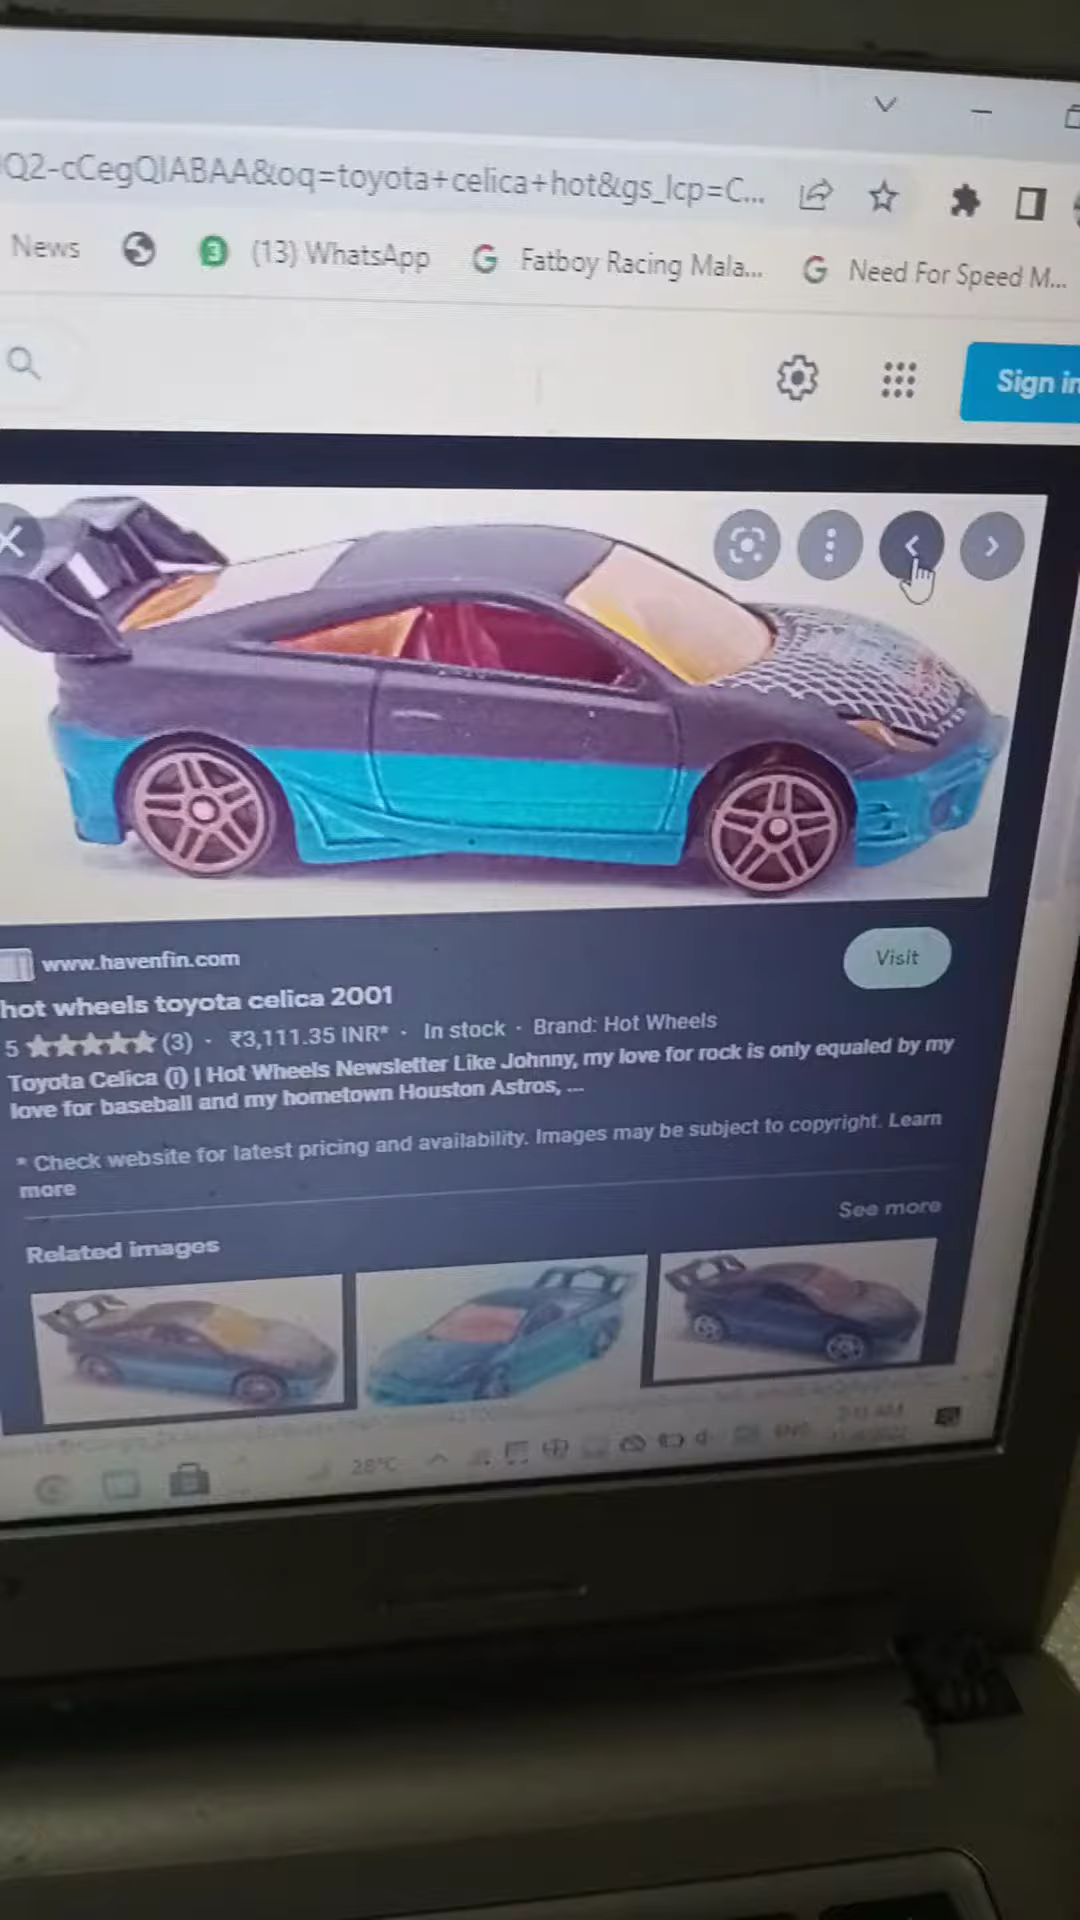 Q2-cCegQIABAA&oq=toyota+celica+hot&gs_lcp=C...
News
3
(13) WhatsApp
Fatboy Racing Mala...
Need For Speed M...
Sign in
www.havenfin.com
Visit
hot wheels toyota celica 2001
5 ★★★★★ (3) · ₹3,111.35 INR* · In stock · Brand: Hot Wheels
Toyota Celica (i) | Hot Wheels Newsletter Like Johnny, my love for rock is only equaled by my
love for baseball and my hometown Houston Astros, ...
* Check website for latest pricing and availability. Images may be subject to copyright. Learn
more
See more
Related images
28°C
ENG